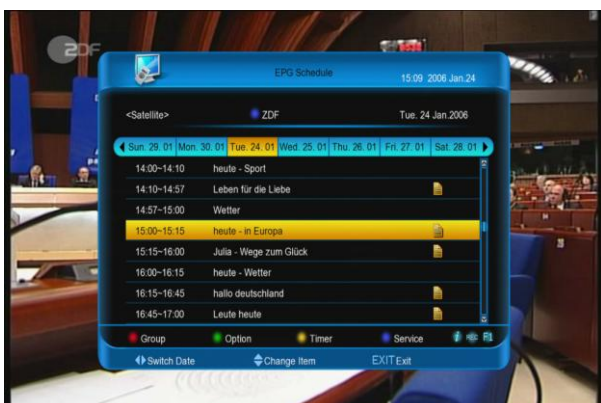 ZDF
EPG Schedule
15:09 2006 Jan.24
<Satellite> ZDF Tue. 24 Jan.2006
Sun. 29. 01 Mon. 30. 01 Tue. 24. 01 Wed. 25. 01 Thu. 26. 01 Fri. 27. 01 Sat. 28. 01
14:00~14:10 heute - Sport
14:10~14:57 Leben für die Liebe
14:57~15:00 Wetter
15:00~15:15 heute - in Europa
15:15~16:00 Julia - Wege zum Glück
16:00~16:15 heute - Wetter
16:15~16:45 hallo deutschland
16:45~17:00 Leute heute
Group Option Timer Service i REC F1
Switch Date Change Item EXIT Exit